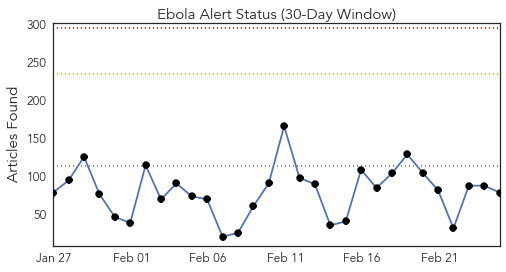 Ebola Alert Status (30-Day Window)
Articles Found
300
250
200
150
100
50
Jan 27
Feb 01
Feb 06
Feb 11
Feb 16
Feb 21